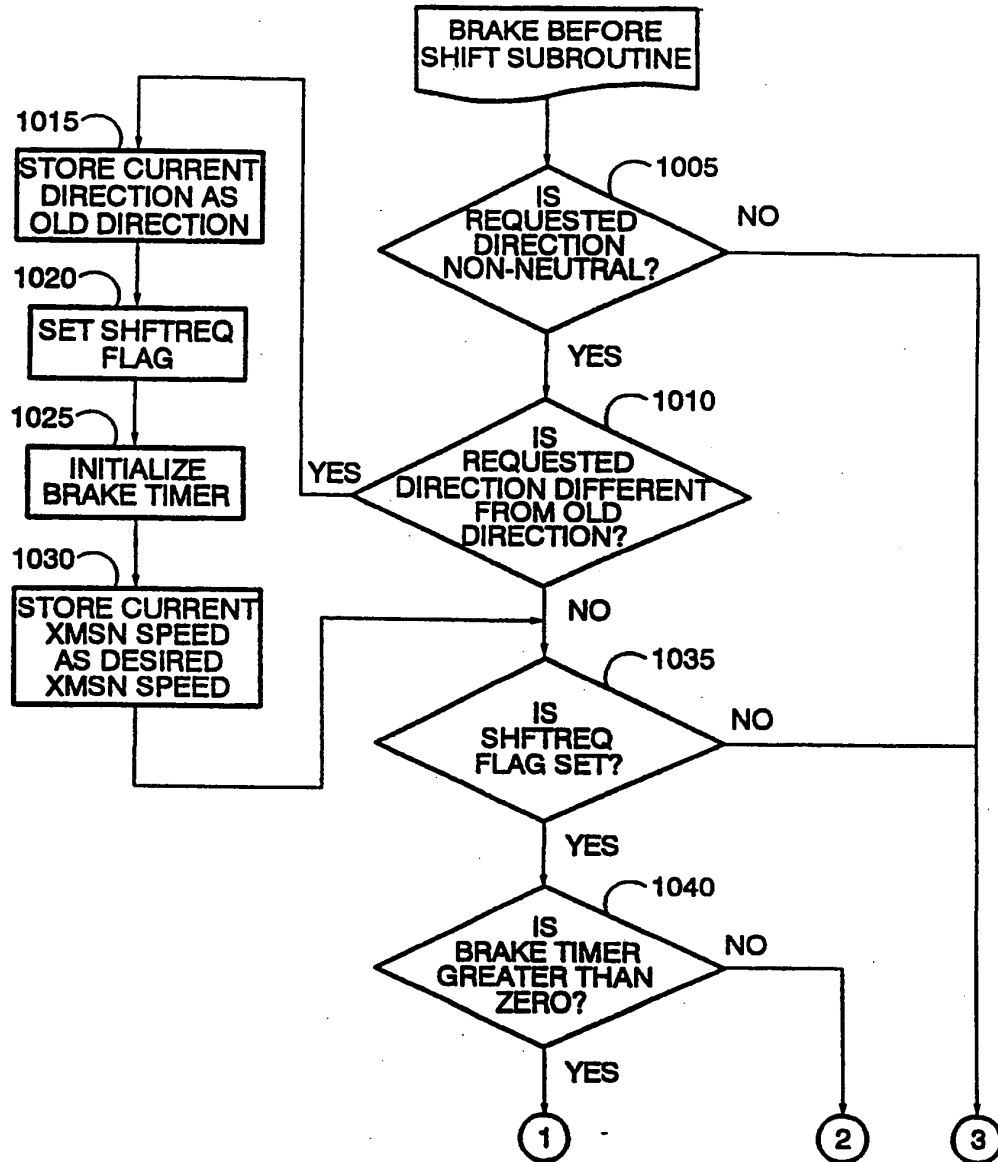 BRAKE BEFORE
SHIFT SUBROUTINE
1005
IS
REQUESTED
DIRECTION
NON-NEUTRAL?
NO
YES
1010
IS
REQUESTED
DIRECTION DIFFERENT
FROM OLD
DIRECTION?
YES
NO
1015
STORE CURRENT
DIRECTION AS
OLD DIRECTION
1020
SET SHFTREQ
FLAG
1025
INITIALIZE
BRAKE TIMER
1030
STORE CURRENT
XMSN SPEED
AS DESIRED
XMSN SPEED
1035
IS
SHFTREQ
FLAG SET?
NO
YES
1040
IS
BRAKE TIMER
GREATER THAN
ZERO?
NO
YES
1
2
3